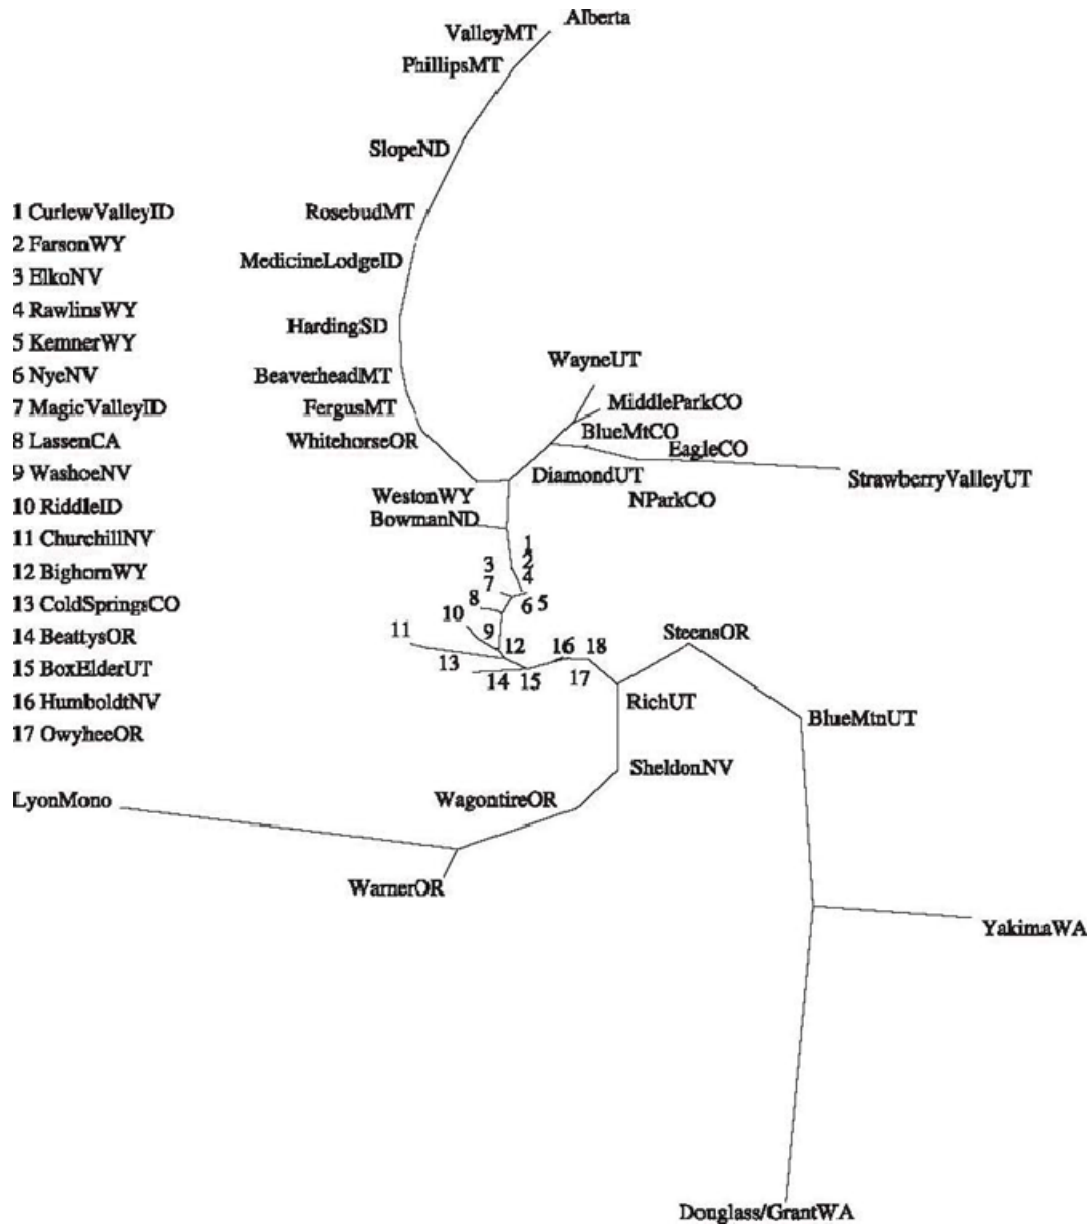 Alberta
ValleyMT
PhillipsMT
SlopeND
RosebudMT
MedicineLodgeID
HardingSD
BeaverheadMT
FergusMT
WhitehorseOR
WayneUT
MiddleParkCO
BlueMtCO
EagleCO
StrawberryValleyUT
DiamondUT
NParkCO
WestonWY
BowmanND
1
2
3
4
7
6
5
8
10
9
11
12
13
14
15
16
18
17
SteensOR
RichUT
BlueMtnUT
SheldonNV
WagontireOR
LyonMono
WarnerOR
YakimaWA
Douglass/GrantWA
1 CurlewValleyID
2 FarsonWY
3 ElkoNV
4 RawlinsWY
5 KemnerWY
6 NyeNV
7 MagicValleyID
8 LassenCA
9 WashoeNV
10 RiddleID
11 ChurchillNV
12 BighornWY
13 ColdSpringsCO
14 BeattysOR
15 BoxElderUT
16 HumboldtNV
17 OwyheeOR